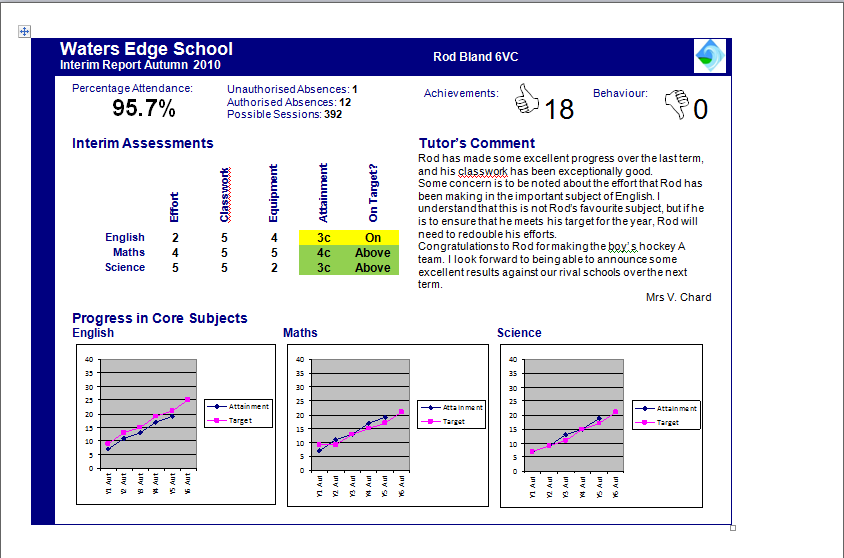 Waters Edge School
Interim Report Autumn 2010
Rod Bland 6VC
Percentage Attendance:
95.7%
Unauthorised Absences: 1
Authorised Absences: 12
Possible Sessions: 392
Achievements: 18
Behaviour: 0
Interim Assessments
Effort Classwork Equipment Attainment On Target?
English 2 5 4 3c On
Maths 4 5 5 4c Above
Science 5 5 2 3c Above
Tutor's Comment
Rod has made some excellent progress over the last term,
and his classwork has been exceptionally good.
Some concern is to be noted about the effort that Rod has
been making in the important subject of English. I
understand that this is not Rod's favourite subject, but if he
is to ensure that he meets his target for the year, Rod will
need to redouble his efforts.
Congratulations to Rod for making the boy's hockey A
team. I look forward to being able to announce some
excellent results against our rival schools over the next
term.
Mrs V. Chard
Progress in Core Subjects
English
40
35
30
25
20
15
10
5
0
Y1 Aut Y2 Aut Y3 Aut Y4 Aut Y5 Aut Y6 Aut
Attainment
Target
Maths
40
35
30
25
20
15
10
5
0
Y1 Aut Y2 Aut Y3 Aut Y4 Aut Y5 Aut Y6 Aut
Attainment
Target
Science
40
35
30
25
20
15
10
5
0
Y1 Aut Y2 Aut Y3 Aut Y4 Aut Y5 Aut Y6 Aut
Attainment
Target